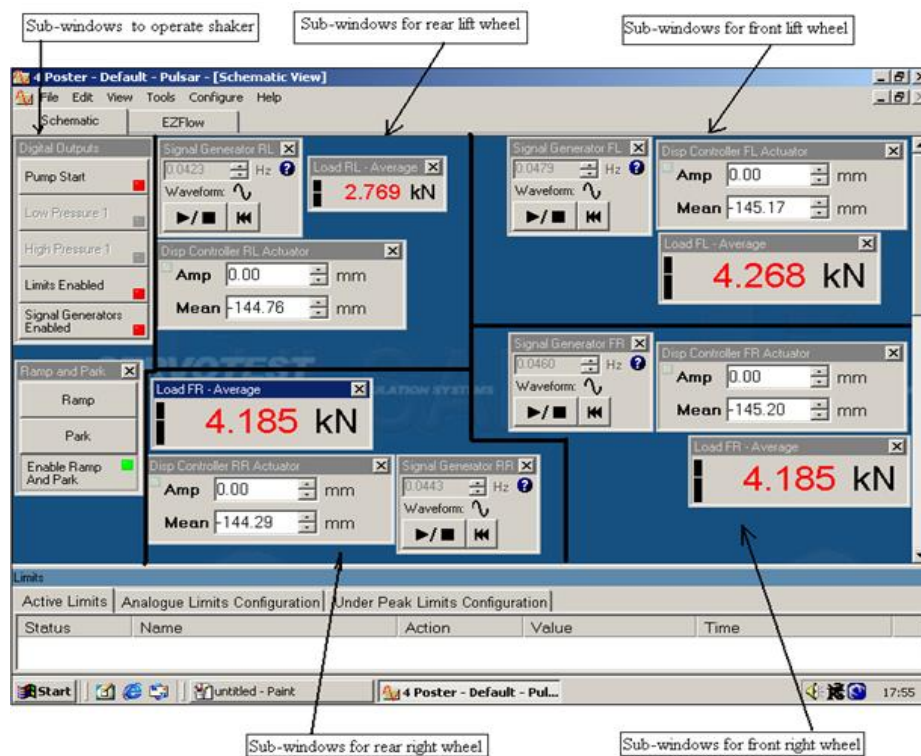 Sub-windows to operate shaker
Sub-windows for rear lift wheel
Sub-windows for front lift wheel
4 Poster - Default - Pulsar - [Schematic View]
File Edit View Tools Configure Help
Schematic EZFlow
Digital Outputs
Pump Start
Low Pressure 1
High Pressure 1
Limits Enabled
Signal Generators
Enabled
Signal Generator RL
0.0423 Hz
Waveform:
Load RL - Average
2.769 kN
Disp Controller RL Actuator
Amp 0.00 mm
Mean -144.76 mm
Signal Generator FL
0.0479 Hz
Waveform:
Disp Controller FL Actuator
Amp 0.00 mm
Mean -145.17 mm
Load FL - Average
4.268 kN
Ramp and Park
Ramp
Park
Enable Ramp
And Park
SERVOTEST
Load FR - Average
4.185 kN
Disp Controller RR Actuator
Amp 0.00 mm
Mean -144.29 mm
Signal Generator RR
0.0443 Hz
Waveform:
Signal Generator FR
0.0460 Hz
Waveform:
Disp Controller FR Actuator
Amp 0.00 mm
Mean -145.20 mm
Load FR - Average
4.185 kN
Limits
Active Limits Analogue Limits Configuration Under Peak Limits Configuration
Status Name Action Value Time
Start untitled - Paint 4 Poster - Default - Pul... 17:55
Sub-windows for rear right wheel
Sub-windows for front right wheel